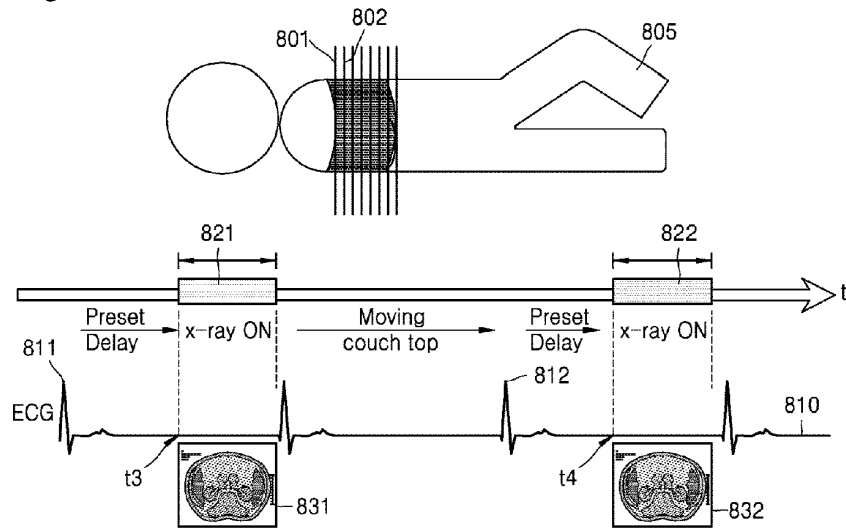 801
802
805
821
822
t
Preset Delay
x-ray ON
Moving couch top
Preset Delay
x-ray ON
811
812
ECG
810
t3
t4
831
832